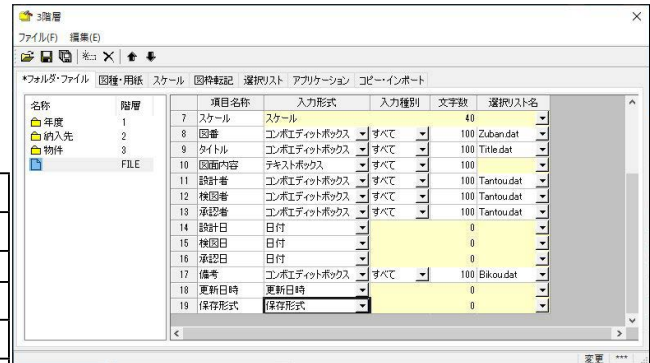 3階層
ファイル(F) 編集(E)
*フォルダ・ファイル 図種・用紙 スケール 図枠転記 選択リスト アプリケーション コピー・インポート
名称 階層
年度 1
納入先 2
物件 3
FILE
項目名称 入力形式 入力種別 文字数 選択リスト名
7 スケール スケール 40
8 図番 コンボエディットボックス すべて 100 Zuban.dat
9 タイトル コンボエディットボックス すべて 100 Title.dat
10 図面内容 テキストボックス 100
11 設計者 コンボエディットボックス すべて 100 Tantou.dat
12 検図者 コンボエディットボックス すべて 100 Tantou.dat
13 承認者 コンボエディットボックス すべて 100 Tantou.dat
14 設計日 日付 0
15 検図日 日付 0
16 承認日 日付 0
17 備考 コンボエディットボックス すべて 100 Bikou.dat
18 更新日時 更新日時 0
19 保存形式 保存形式 0
変更 ***